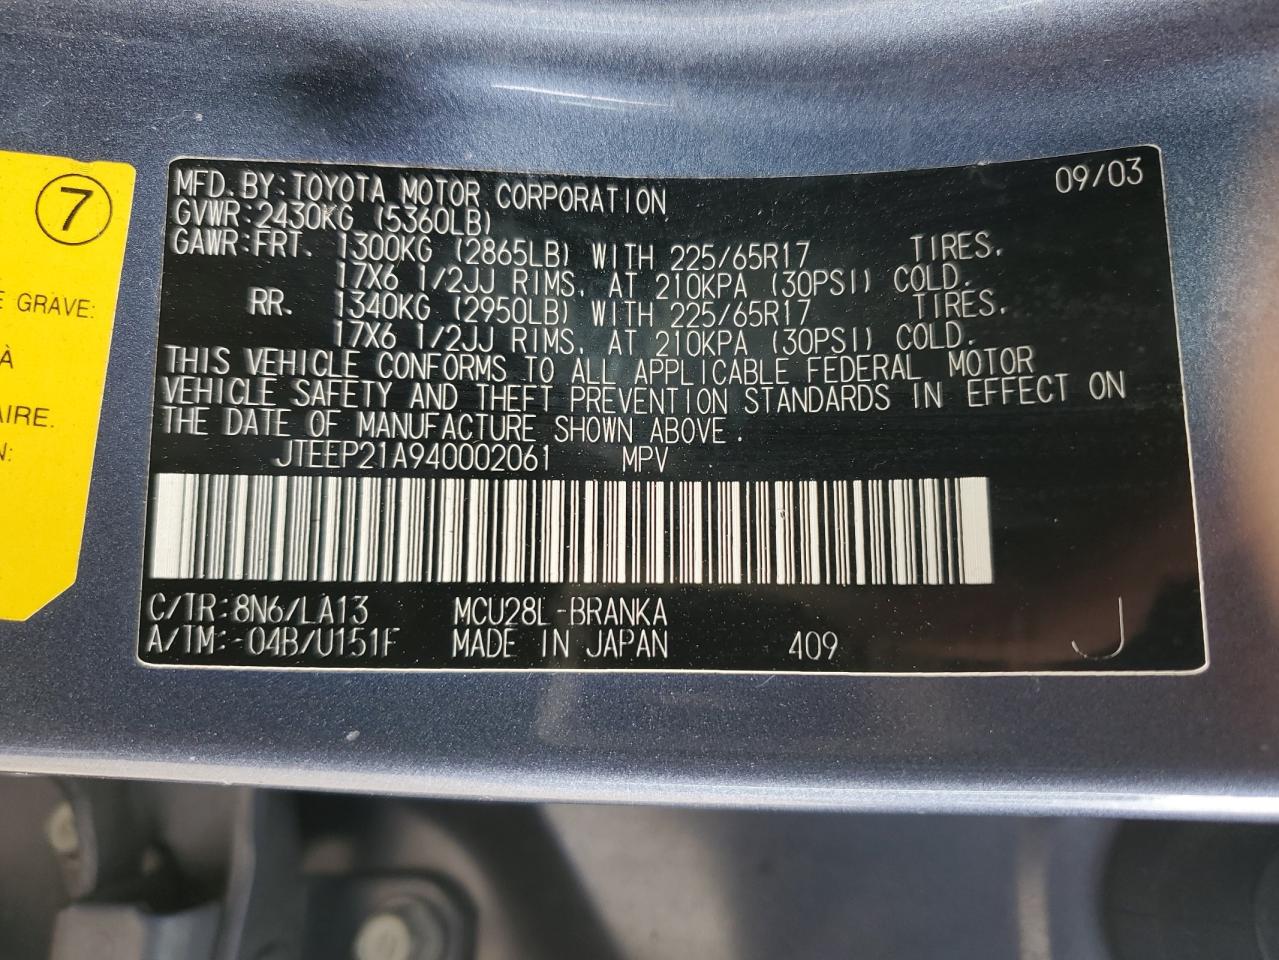 7
E GRAVE:
À
AIRE.
N:
MFD. BY: TOYOTA MOTOR CORPORATION 09/03
GVWR: 2430KG (5360LB)
GAWR: FRT. 1300KG (2865LB) WITH 225/65R17 TIRES,
17X6 1/2JJ RIMS, AT 210KPA (30PSI) COLD.
RR. 1340KG (2950LB) WITH 225/65R17 TIRES,
17X6 1/2JJ RIMS, AT 210KPA (30PSI) COLD.
THIS VEHICLE CONFORMS TO ALL APPLICABLE FEDERAL MOTOR
VEHICLE SAFETY AND THEFT PREVENTION STANDARDS IN EFFECT ON
THE DATE OF MANUFACTURE SHOWN ABOVE.
JTEEP21A940002061 MPV
C/TR: 8N6/LA13 MCU28L-BRANKA
A/TM: -04B/U151F MADE IN JAPAN 409 J